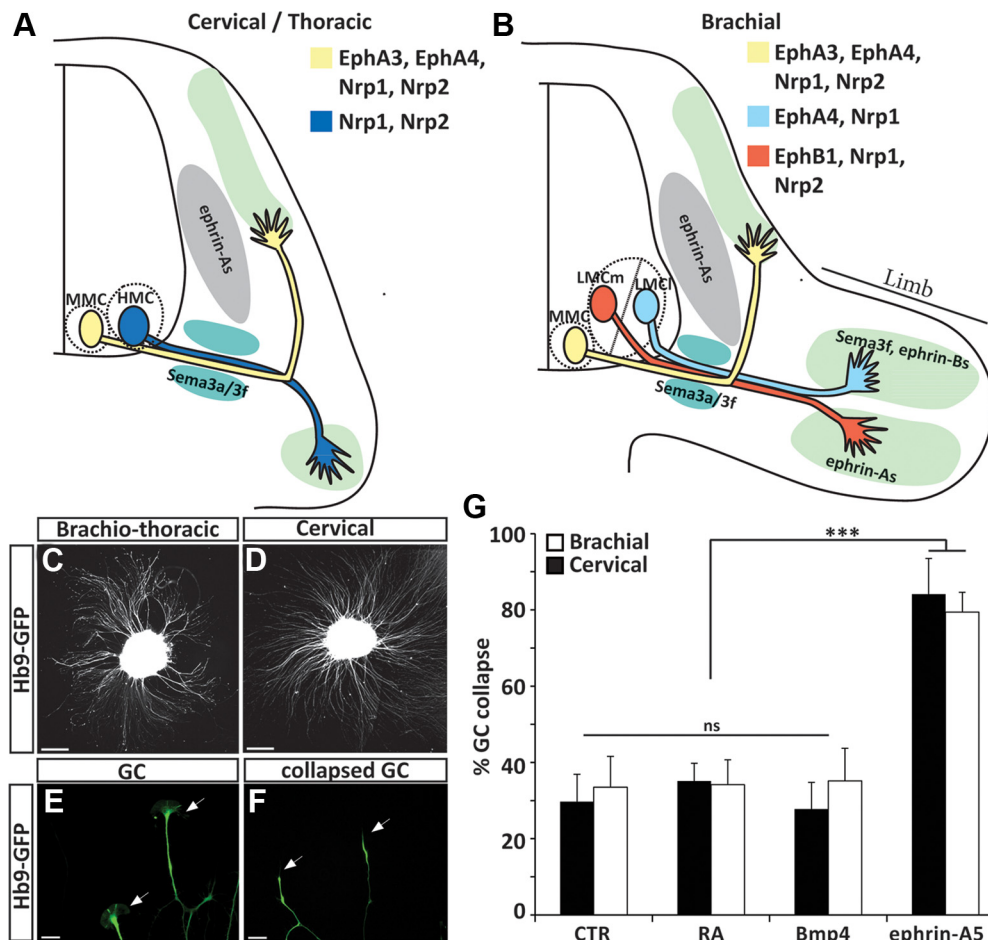 A
Cervical / Thoracic
EphA3, EphA4,
Nrp1, Nrp2
Nrp1, Nrp2
ephrin-As
MMC
HMC
Sema3a/3f
B
Brachial
EphA3, EphA4,
Nrp1, Nrp2
EphA4, Nrp1
EphB1, Nrp1,
Nrp2
ephrin-As
LMCm
LMCl
MMC
Limb
Sema3f, ephrin-Bs
Sema3a/3f
ephrin-As
Brachio-thoracic
Cervical
Hb9-GFP
C
D
GC
collapsed GC
Hb9-GFP
E
F
G
% GC collapse
100
80
60
40
20
0
Brachial
Cervical
***
ns
CTR
RA
Bmp4
ephrin-A5